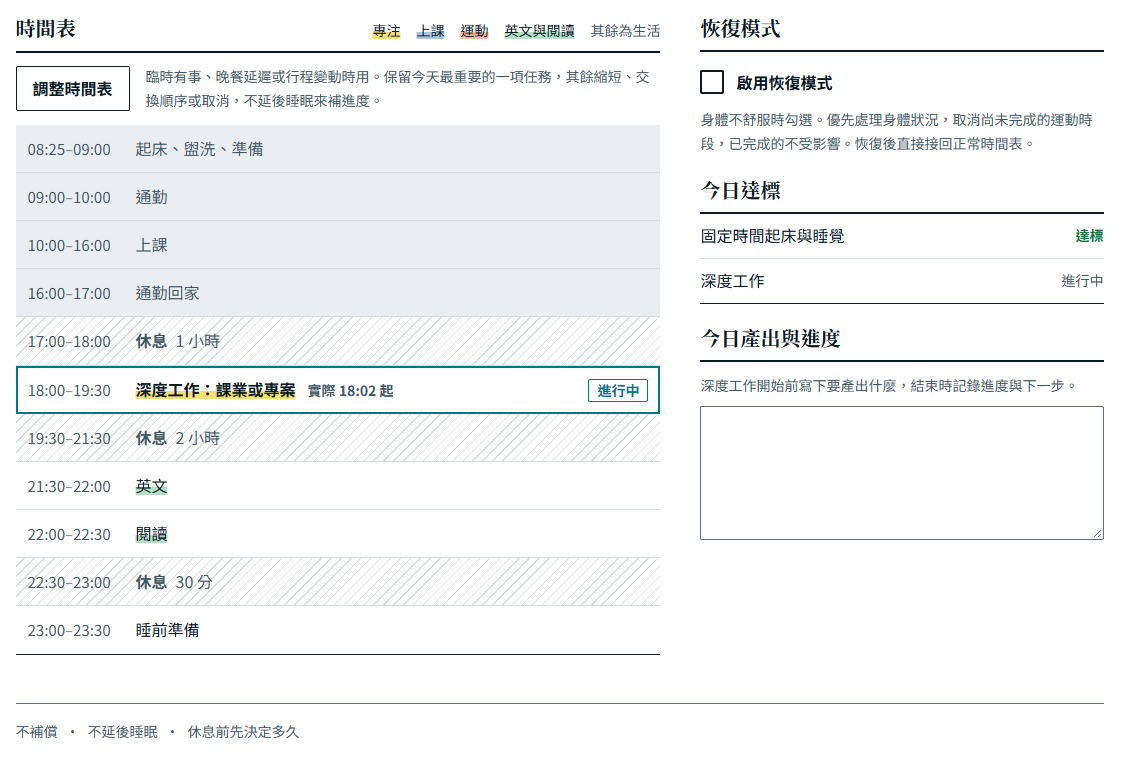 時間表
專注 上課 運動 英文與閱讀 其餘為生活
調整時間表
臨時有事、晚餐延遲或行程變動時用。保留今天最重要的一項任務，其餘縮短、交
換順序或取消，不延後睡眠來補進度。
08:25–09:00 起床、盥洗、準備
09:00–10:00 通勤
10:00–16:00 上課
16:00–17:00 通勤回家
17:00–18:00 休息 1 小時
18:00–19:30 深度工作：課業或專案 實際 18:02 起 進行中
19:30–21:30 休息 2 小時
21:30–22:00 英文
22:00–22:30 閱讀
22:30–23:00 休息 30 分
23:00–23:30 睡前準備
恢復模式
啟用恢復模式
身體不舒服時勾選。優先處理身體狀況，取消尚未完成的運動時
段，已完成的不受影響。恢復後直接接回正常時間表。
今日達標
固定時間起床與睡覺 達標
深度工作 進行中
今日產出與進度
深度工作開始前寫下要產出什麼，結束時記錄進度與下一步。
不補償 · 不延後睡眠 · 休息前先決定多久